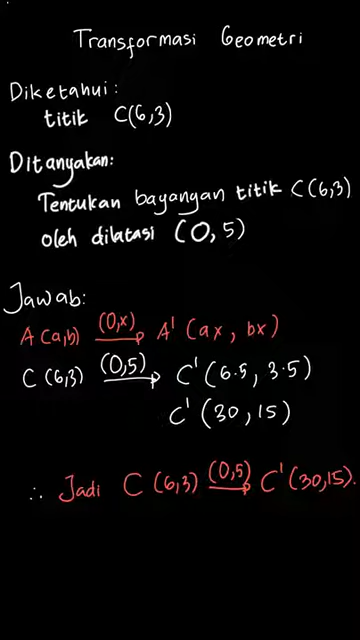 Transformasi Geometri
Diketahui:
titik C(6,3)
Ditanyakan:
Tentukan bayangan titik C(6,3)
oleh dilatasi (0,5)
Jawab:
A(a,b) (0,x)→ A' (ax, bx)
C(6,3) (0,5)→ C' (6.5, 3.5)
C' (30,15)
∴ Jadi C (6,3) (0,5)→ C' (30,15).